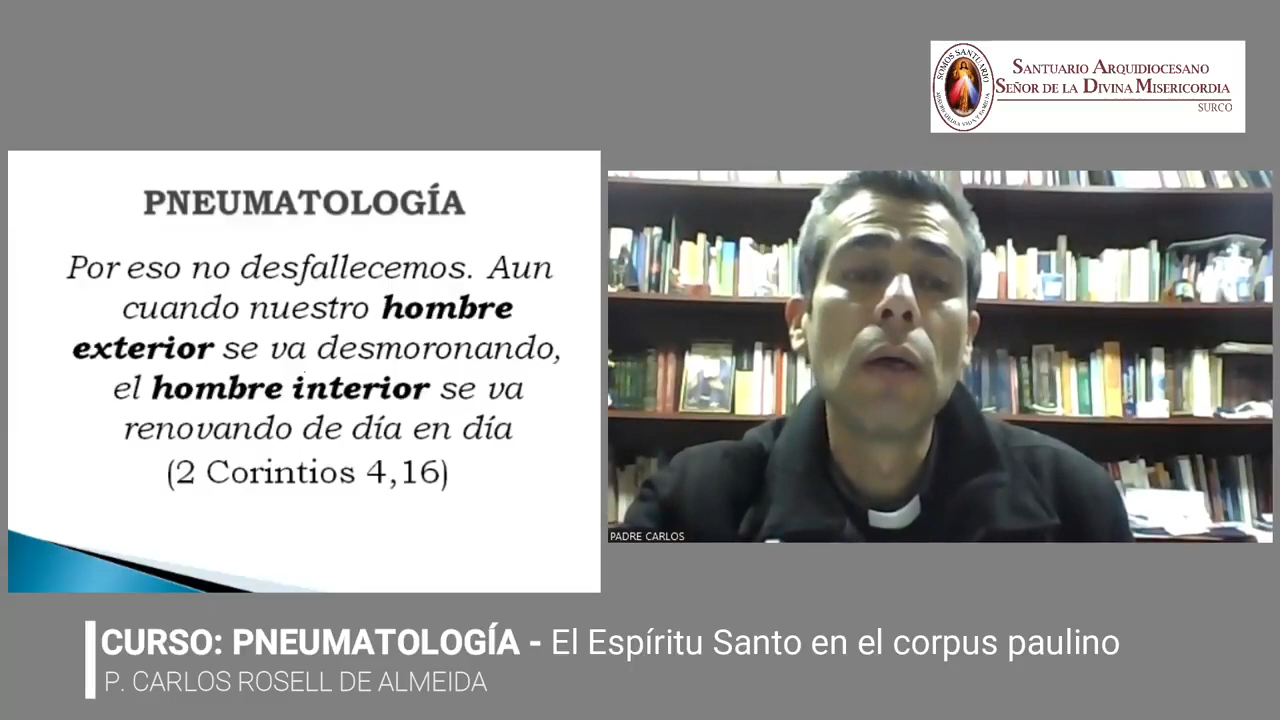 SOMOS SANTUARIO
SANTUARIO ARQUIDIOCESANO
SEÑOR DE LA DIVINA MISERICORDIA
SURCO
PNEUMATOLOGÍA
Por eso no desfallecemos. Aun
cuando nuestro hombre
exterior se va desmoronando,
el hombre interior se va
renovando de día en día
(2 Corintios 4,16)
PADRE CARLOS
CURSO: PNEUMATOLOGÍA - El Espíritu Santo en el corpus paulino
P. CARLOS ROSELL DE ALMEIDA